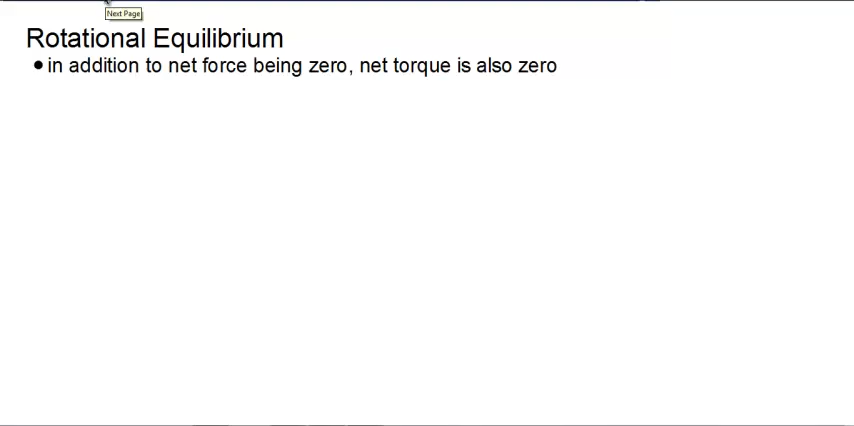 Next Page
Rotational Equilibrium
• in addition to net force being zero, net torque is also zero